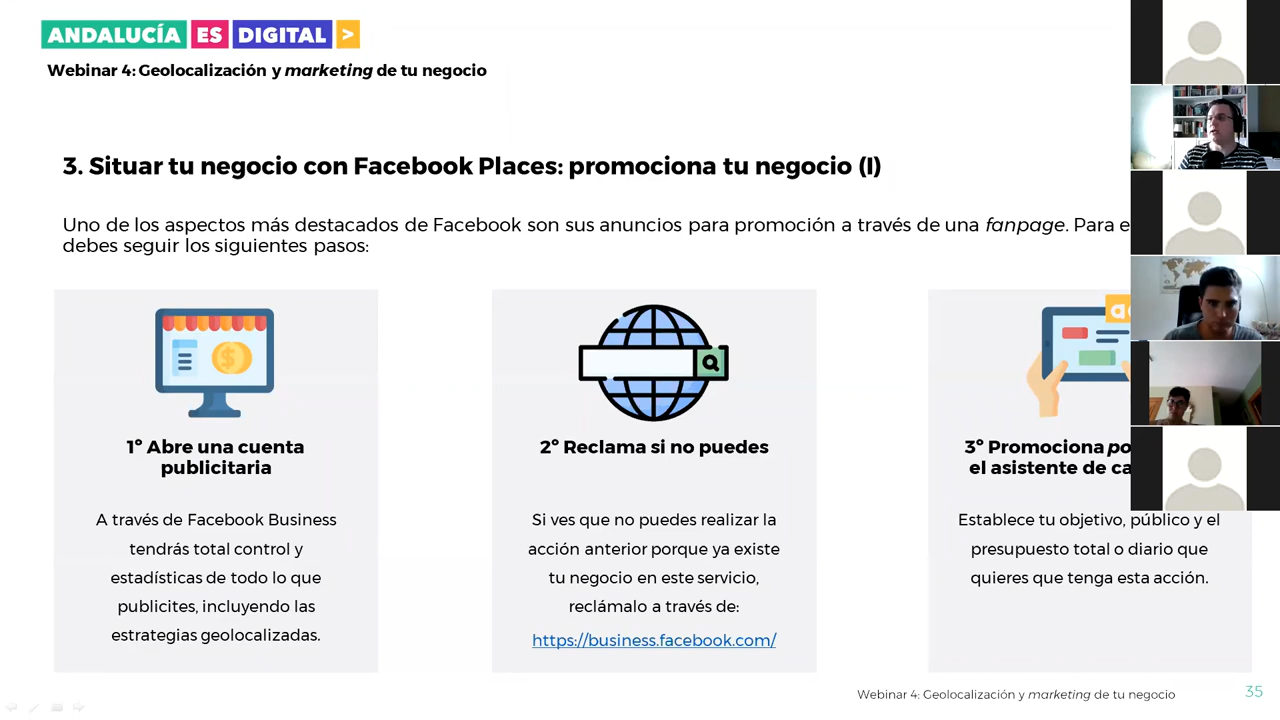 ANDALUCÍA ES DIGITAL >
Webinar 4: Geolocalización y marketing de tu negocio
3. Situar tu negocio con Facebook Places: promociona tu negocio (I)
Uno de los aspectos más destacados de Facebook son sus anuncios para promoción a través de una fanpage. Para
debes seguir los siguientes pasos:
1º Abre una cuenta
publicitaria
A través de Facebook Business
tendrás total control y
estadísticas de todo lo que
publicites, incluyendo las
estrategias geolocalizadas.
2º Reclama si no puedes
Si ves que no puedes realizar la
acción anterior porque ya existe
tu negocio en este servicio,
reclámalo a través de:
https://business.facebook.com/
3º Promociona
el asistente de
Establece tu objetivo, público y el
presupuesto total o diario que
quieres que tenga esta acción.
Webinar 4: Geolocalización y marketing de tu negocio
35